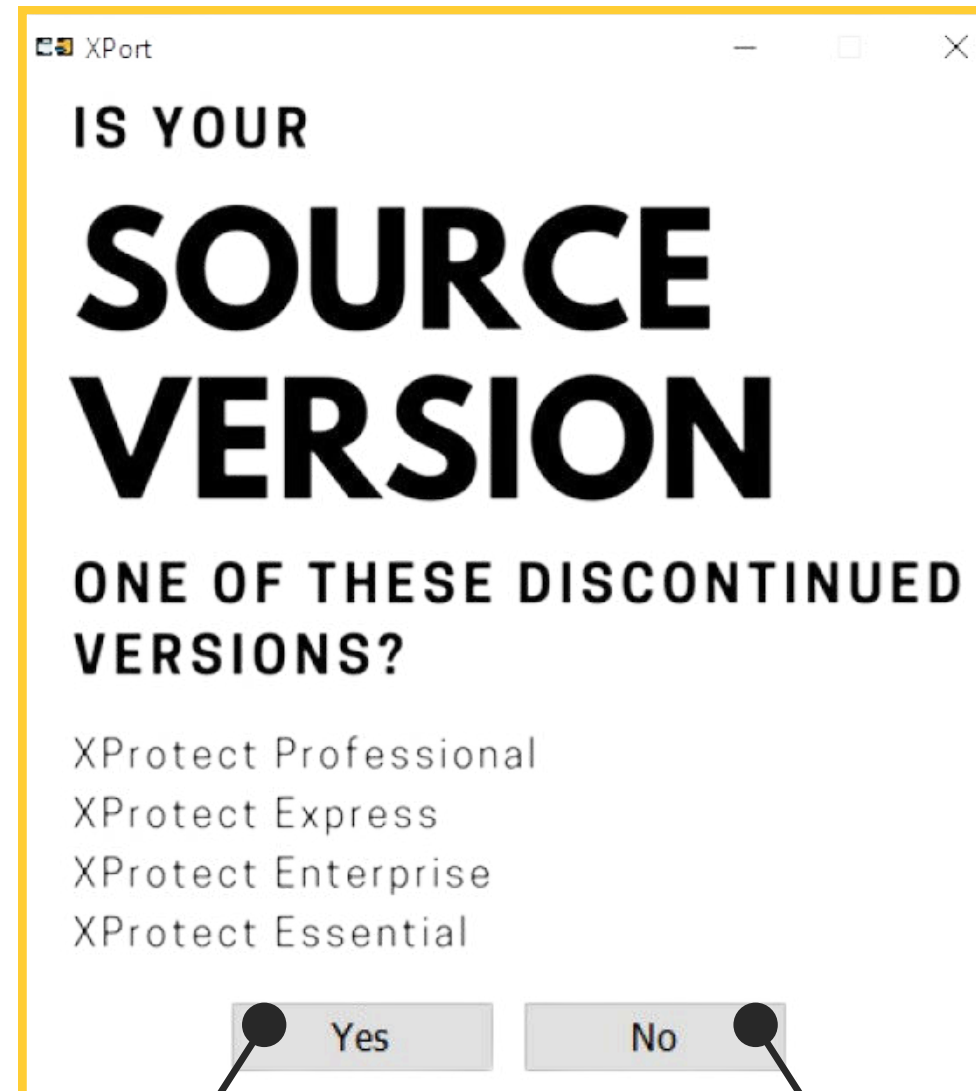 XPort
IS YOUR
SOURCE
VERSION
ONE OF THESE DISCONTINUED
VERSIONS?
XProtect Professional
XProtect Express
XProtect Enterprise
XProtect Essential
Yes No